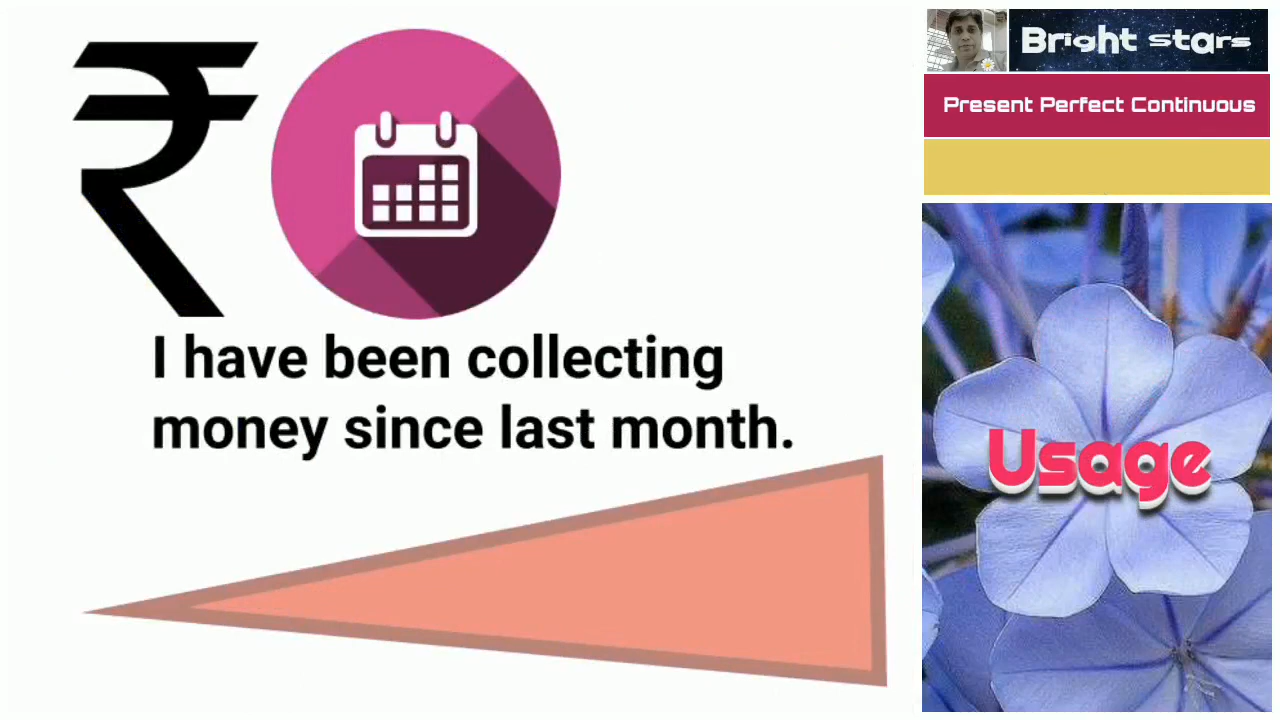 ₹
I have been collecting
money since last month.
Bright stars
Present Perfect Continuous
Usage